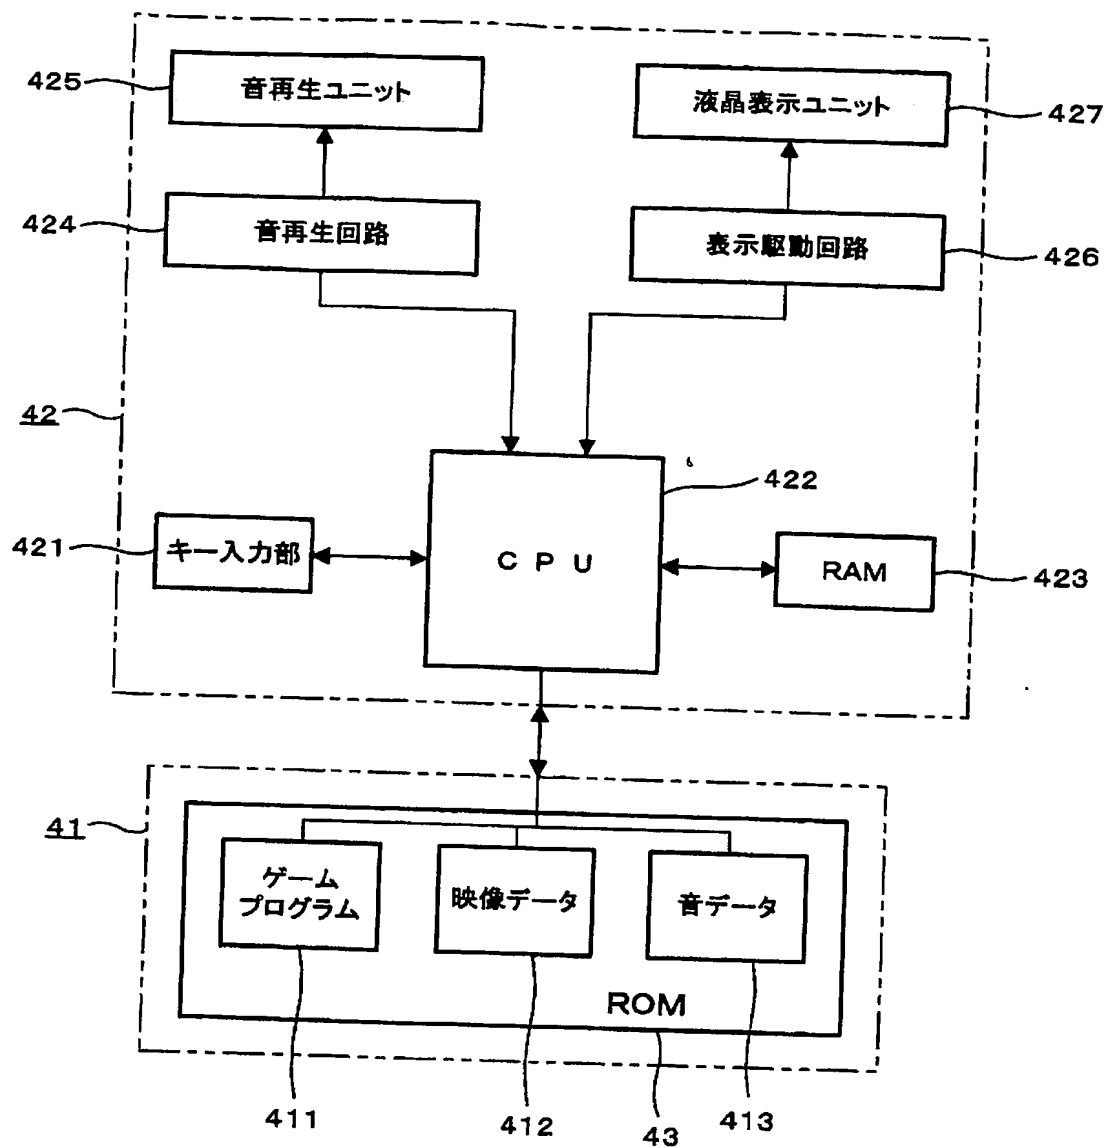 425
音再生ユニット
液晶表示ユニット
427
424
音再生回路
表示駆動回路
426
42
422
421
キー入力部
CPU
RAM
423
41
ゲーム
プログラム
映像データ
音データ
ROM
411
412
43
413